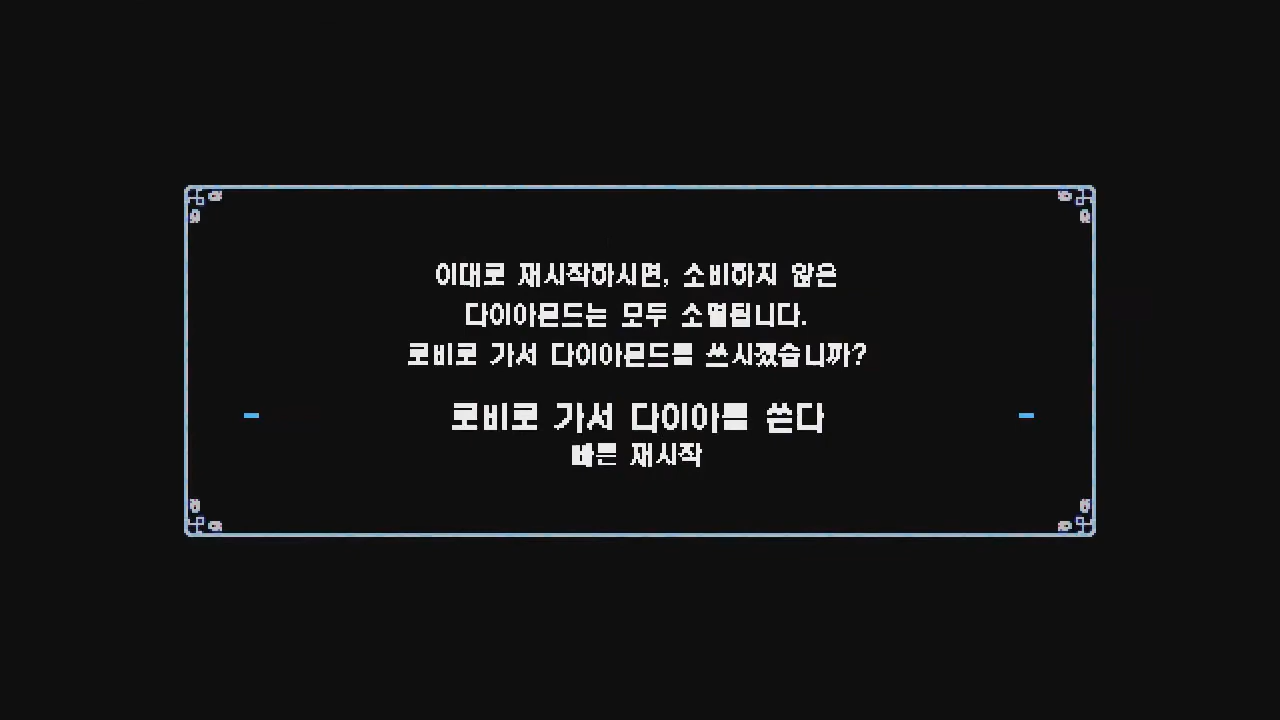 이대로 재시작하시면, 소비하지 않은
다이아몬드는 모두 소멸됩니다.
로비로 가서 다이아몬드를 쓰시겠습니까?
로비로 가서 다이아를 쓴다
빠른 재시작